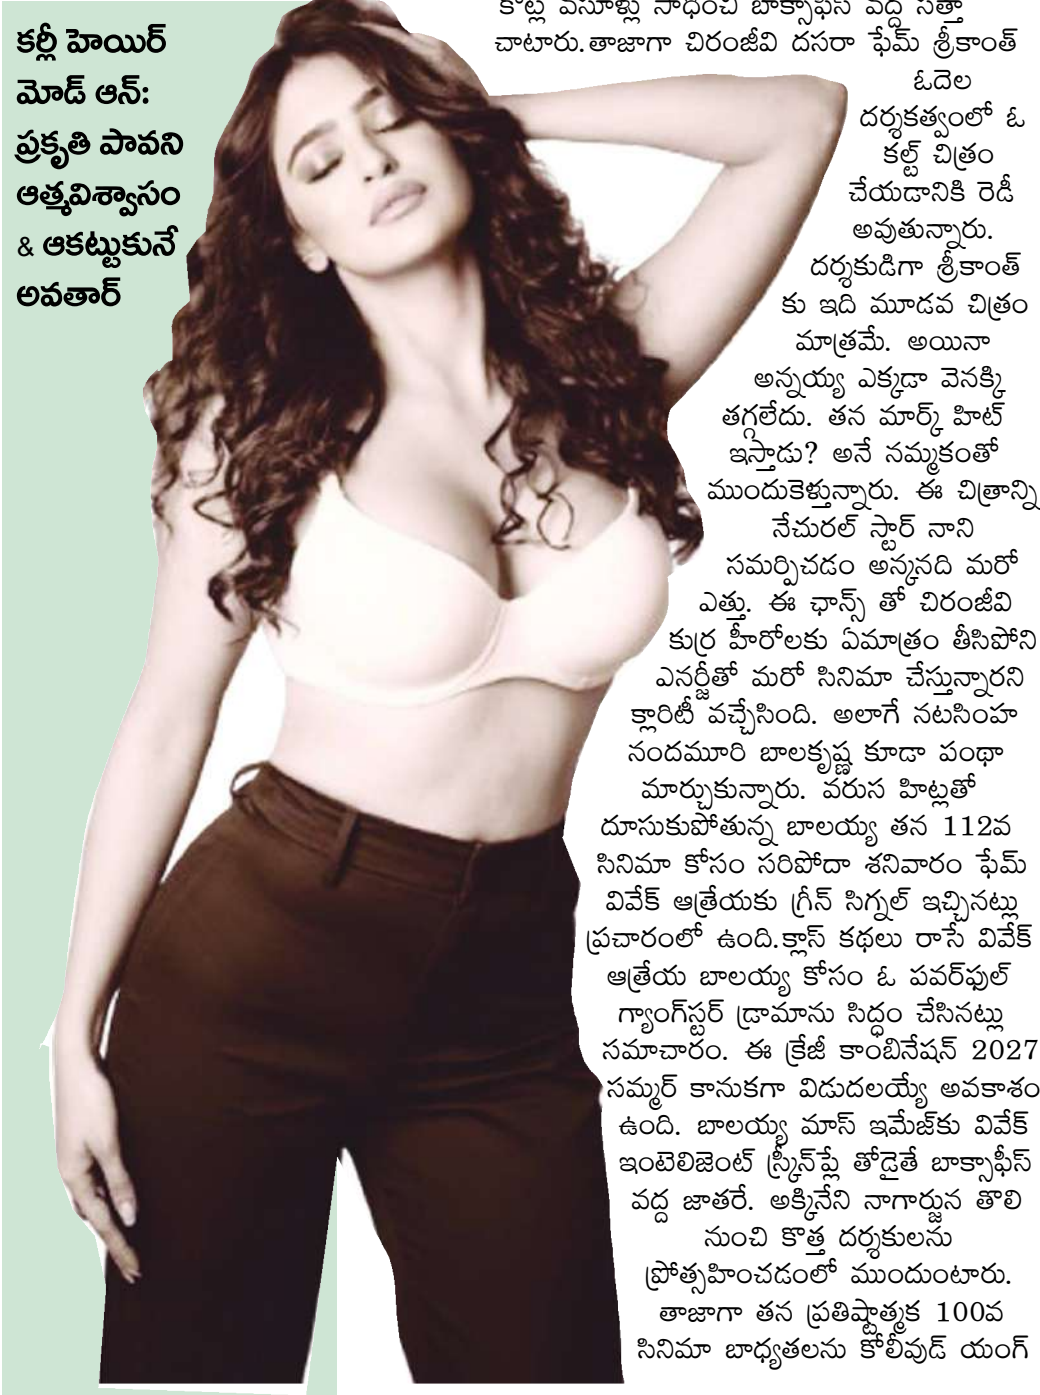 కర్లీ హెయిర్
మోడ్ ఆన్:
ప్రకృతి పావని
ఆత్మవిశ్వాసం
& ఆకట్టుకునే
అవతార్
కోట్ల వసూళ్లు సాధించి బాక్సాఫీస్ వద్ద సత్తా
చాటారు.తాజాగా చిరంజీవి దసరా ఫేమ్ శ్రీకాంత్
ఓదెల
దర్శకత్వంలో ఓ
కల్ట్ చిత్రం
చేయడానికి రెడీ
అవుతున్నారు.
దర్శకుడిగా శ్రీకాంత్
కు ఇది మూడవ చిత్రం
మాత్రమే. అయినా
అన్నయ్య ఎక్కడా వెనక్కి
తగ్గలేదు. తన మార్క్ హిట్
ఇస్తాడు? అనే నమ్మకంతో
ముందుకెళ్తున్నారు. ఈ చిత్రాన్ని
నేచురల్ స్టార్ నాని
సమర్పిచడం అన్కనది మరో
ఎత్తు. ఈ ఛాన్స్ తో చిరంజీవి
కుర్ర హీరోలకు ఏమాత్రం తీసిపోని
ఎనర్జీతో మరో సినిమా చేస్తున్నారని
క్లారిటీ వచ్చేసింది. అలాగే నటసింహ
నందమూరి బాలకృష్ణ కూడా పంథా
మార్చుకున్నారు. వరుస హిట్లతో
దూసుకుపోతున్న బాలయ్య తన 112వ
సినిమా కోసం సరిపోదా శనివారం ఫేమ్
వివేక్ ఆత్రేయకు గ్రీన్ సిగ్నల్ ఇచ్చినట్లు
ప్రచారంలో ఉంది.క్లాస్ కథలు రాసే వివేక్
ఆత్రేయ బాలయ్య కోసం ఓ పవర్‌ఫుల్
గ్యాంగ్‌స్టర్ డ్రామాను సిద్ధం చేసినట్లు
సమాచారం. ఈ క్రేజీ కాంబినేషన్ 2027
సమ్మర్ కానుకగా విడుదలయ్యే అవకాశం
ఉంది. బాలయ్య మాస్ ఇమేజ్‌కు వివేక్
ఇంటెలిజెంట్ స్క్రీన్‌ప్లే తోడైతే బాక్సాఫీస్
వద్ద జాతరే. అక్కినేని నాగార్జున తొలి
నుంచి కొత్త దర్శకులను
ప్రోత్సహించడంలో ముందుంటారు.
తాజాగా తన ప్రతిష్టాత్మక 100వ
సినిమా బాధ్యతలను కోలీవుడ్ యంగ్